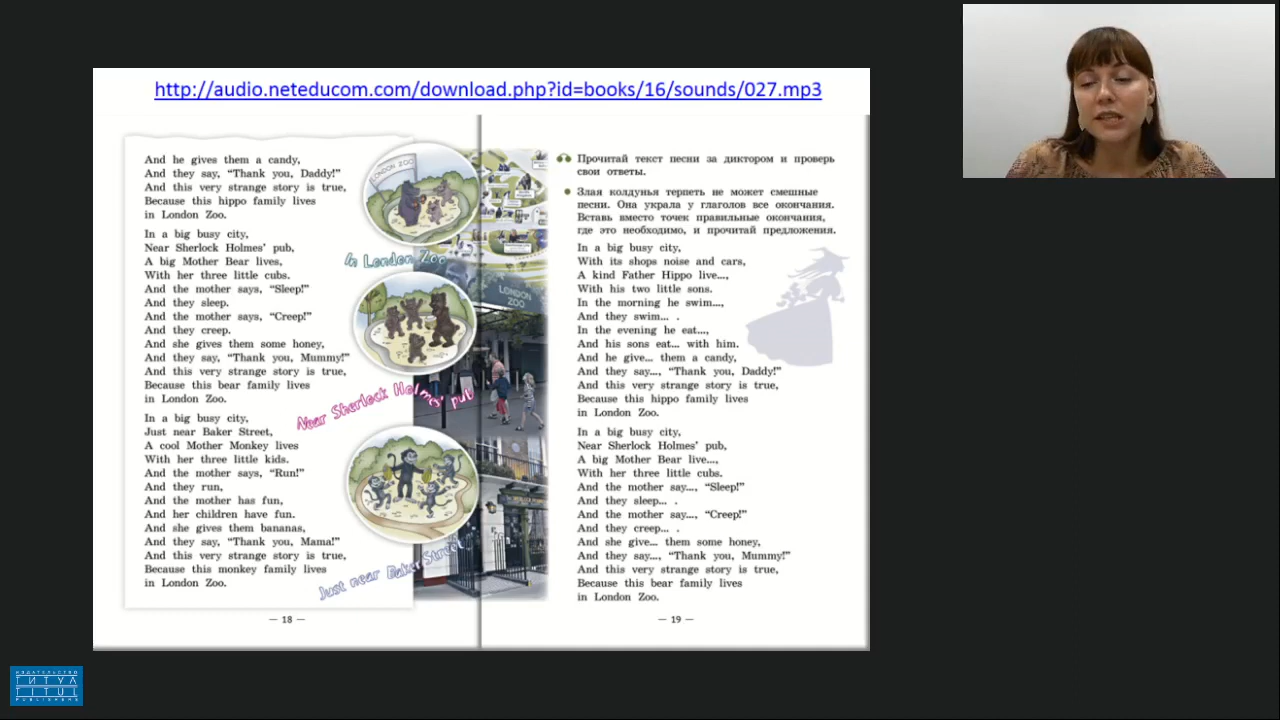 http://audio.neteducom.com/download.php?id=books/16/sounds/027.mp3
And he gives them a candy,
And they say, “Thank you, Daddy!”
And this very strange story is true,
Because this hippo family lives
in London Zoo.
In a big busy city,
Near Sherlock Holmes’ pub,
A big Mother Bear lives,
With her three little cubs.
And the mother says, “Sleep!”
And they sleep.
And the mother says, “Creep!”
And they creep.
And she gives them some honey,
And they say, “Thank you, Mummy!”
And this very strange story is true,
Because this bear family lives
in London Zoo.
In a big busy city,
Just near Baker Street,
A cool Mother Monkey lives
With her three little kids.
And the mother says, “Run!”
And they run,
And the mother has fun,
And her children have fun.
And she gives them bananas,
And they say, “Thank you, Mama!”
And this very strange story is true,
Because this monkey family lives
in London Zoo.
— 18 —
LONDON ZOO
In London Zoo
LONDON
ZOO
Near Sherlock Holmes’ pub
Just near Baker Street
Прочитай текст песни за диктором и проверь
свои ответы.
Злая колдунья терпеть не может смешные
песни. Она украла у глаголов все окончания.
Вставь вместо точек правильные окончания,
где это необходимо, и прочитай предложения.
In a big busy city,
With its shops noise and cars,
A kind Father Hippo live...,
With his two little sons.
In the morning he swim...,
And they swim... .
In the evening he eat...,
And his sons eat... with him.
And he give... them a candy,
And they say..., “Thank you, Daddy!”
And this very strange story is true,
Because this hippo family lives
in London Zoo.
In a big busy city,
Near Sherlock Holmes’ pub,
A big Mother Bear live...,
With her three little cubs.
And the mother say..., “Sleep!”
And they sleep... .
And the mother say..., “Creep!”
And they creep... .
And she give... them some honey,
And they say..., “Thank you, Mummy!”
And this very strange story is true,
Because this bear family lives
in London Zoo.
— 19 —
ИЗДАТЕЛЬСТВО
ТИТУЛ
TITUL
PUBLISHERS